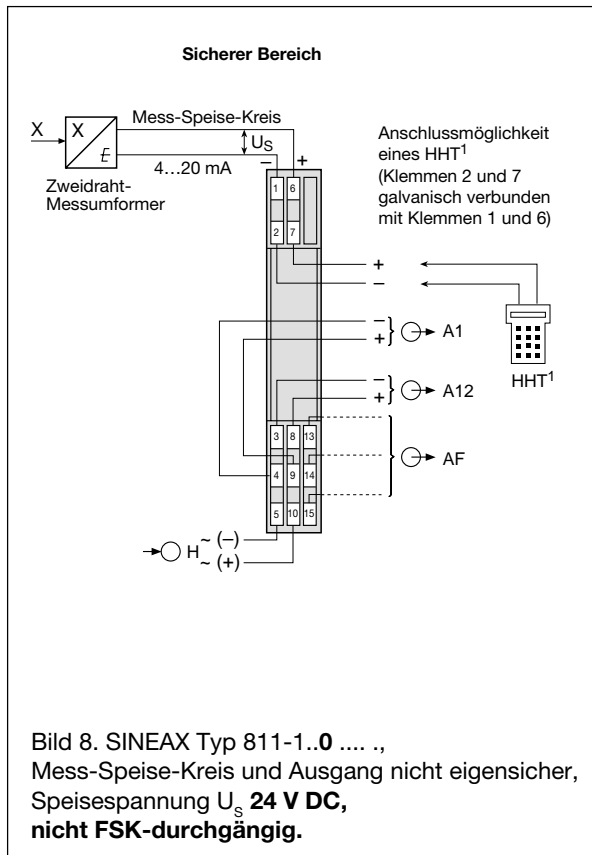 Sicherer Bereich
Mess-Speise-Kreis
X
X
E
U_S
– +
4...20 mA
Zweidraht-
Messumformer
Anschlussmöglichkeit
eines HHT¹
(Klemmen 2 und 7
galvanisch verbunden
mit Klemmen 1 und 6)
1 6
2 7
+
–
–
+
A1
HHT¹
–
+
A12
3 8 13
AF
4 9 14
5 10 15
H ~ (–)
~ (+)
Bild 8. SINEAX Typ 811-1..0 .... .,
Mess-Speise-Kreis und Ausgang nicht eigensicher,
Speisespannung U_S 24 V DC,
nicht FSK-durchgängig.